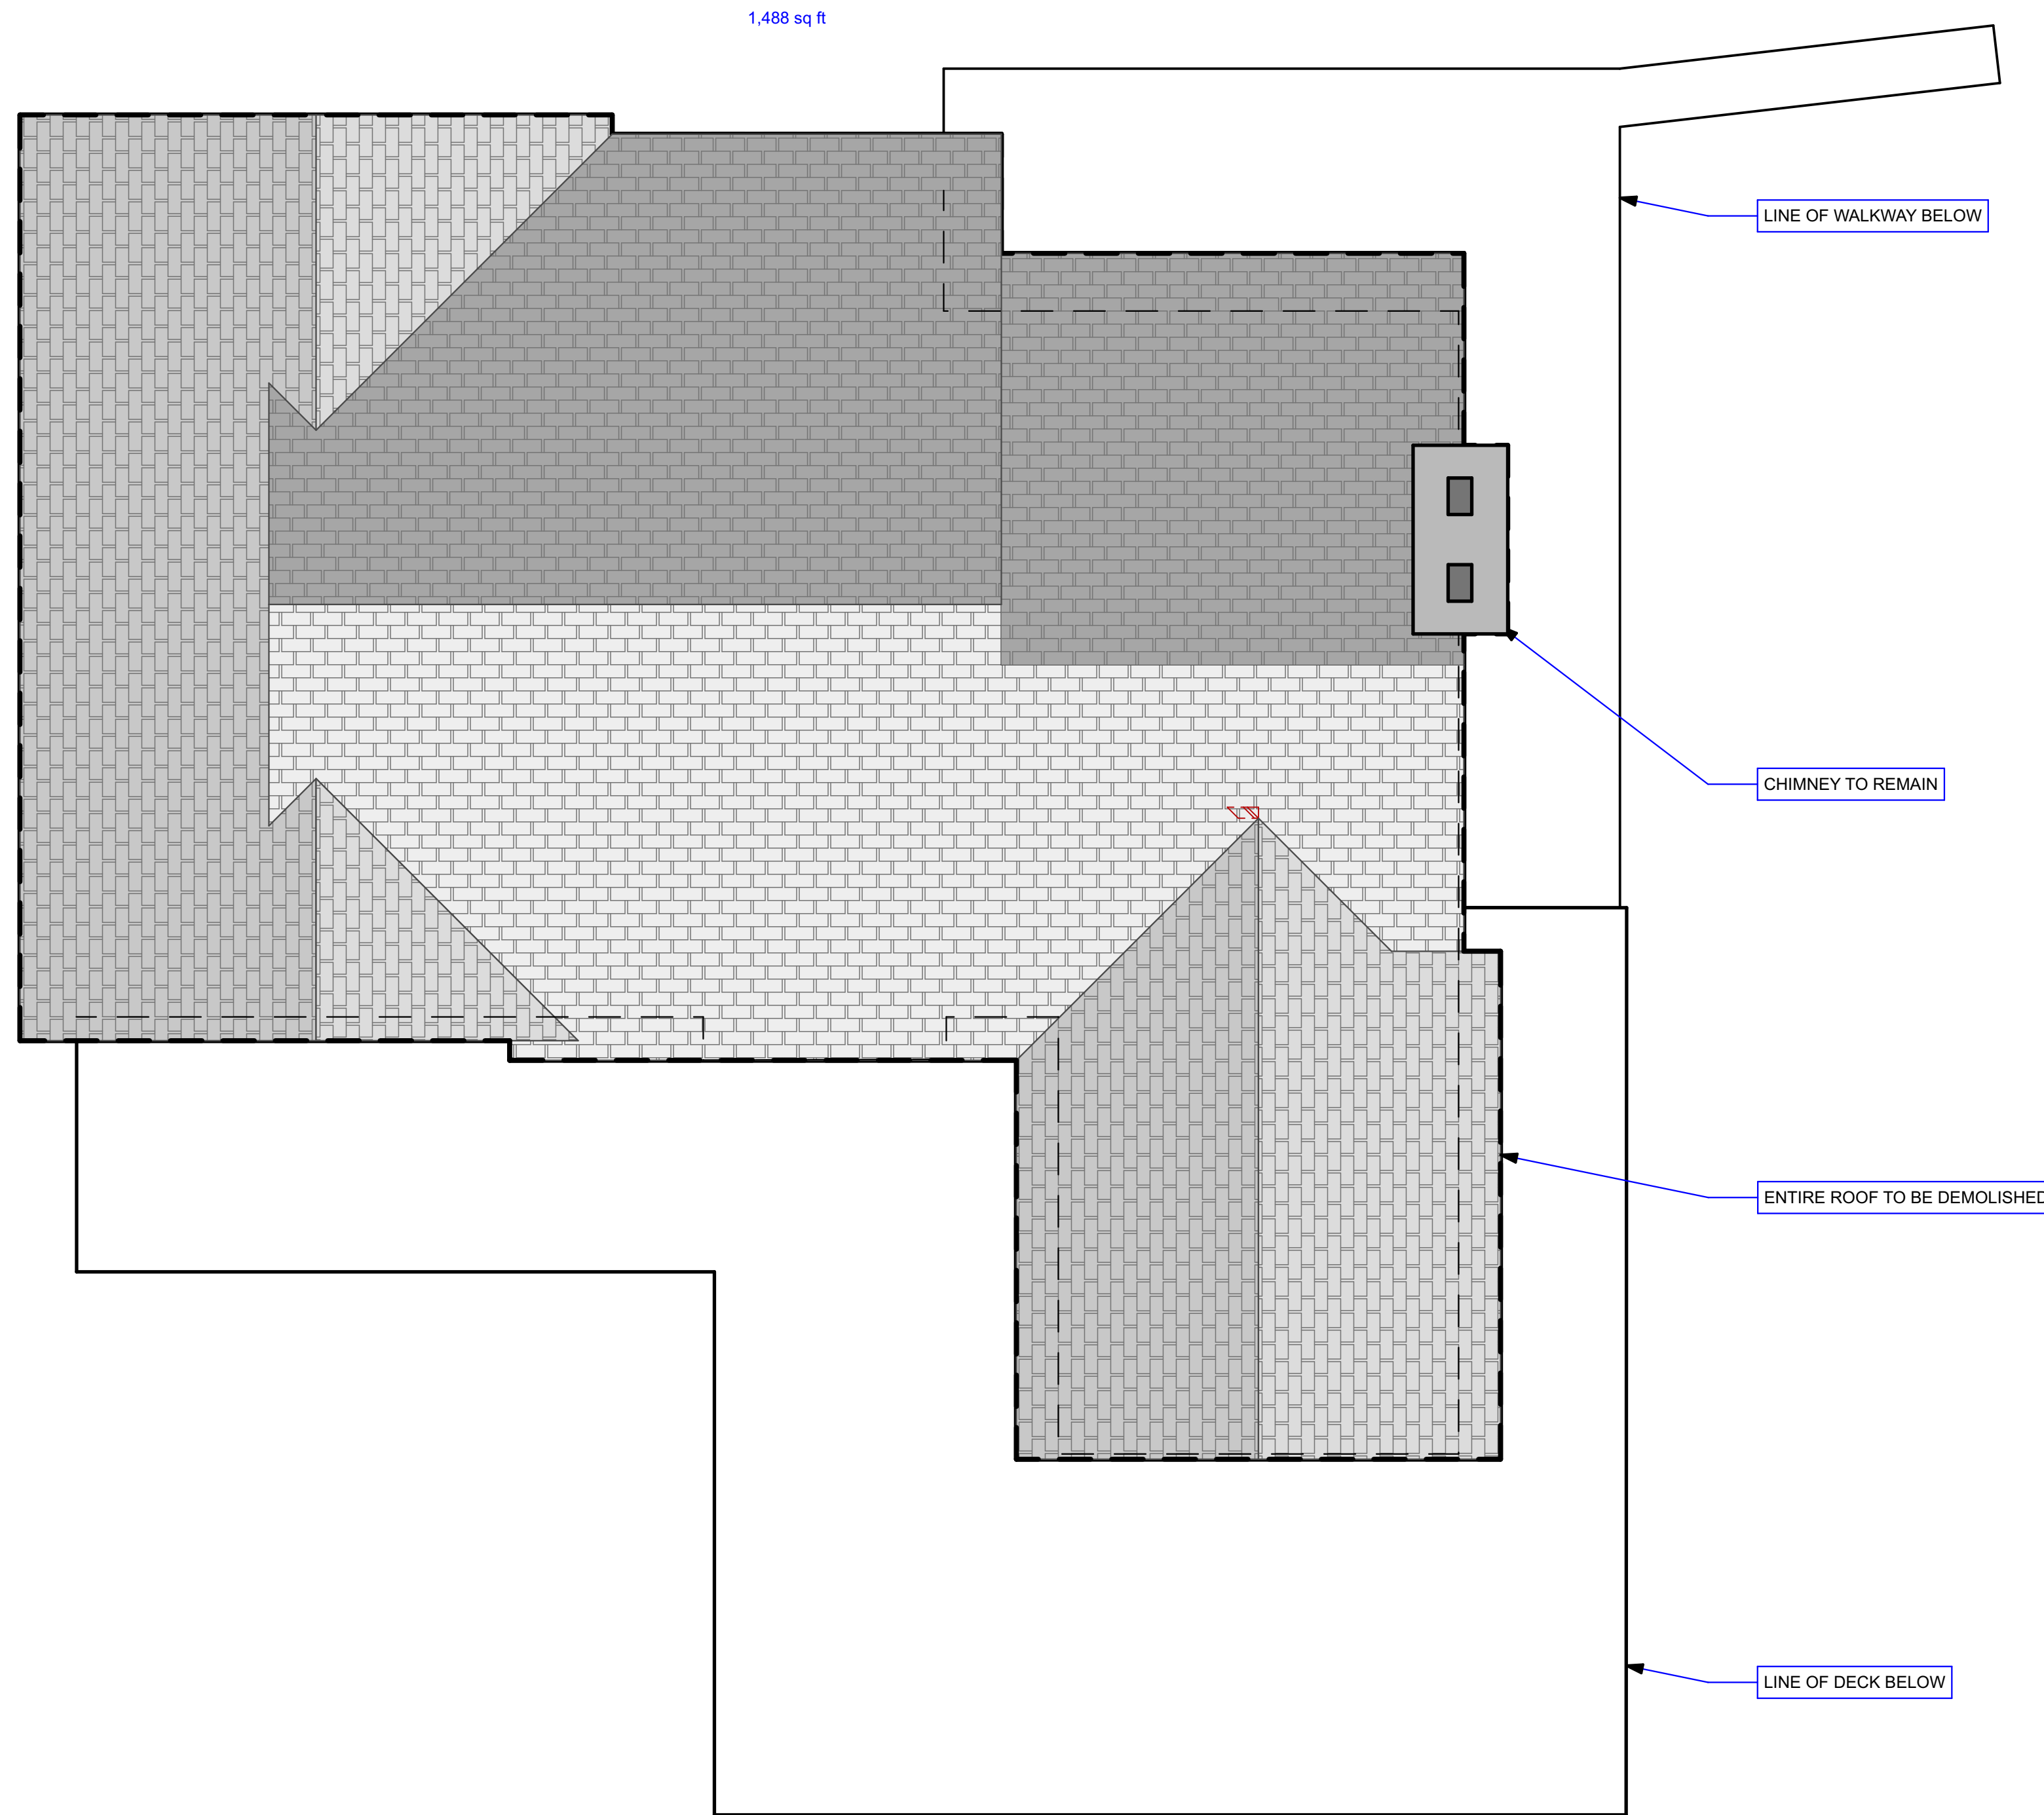 1,488 sq ft
LINE OF WALKWAY BELOW
CHIMNEY TO REMAIN
ENTIRE ROOF TO BE DEMOLISHED
LINE OF DECK BELOW